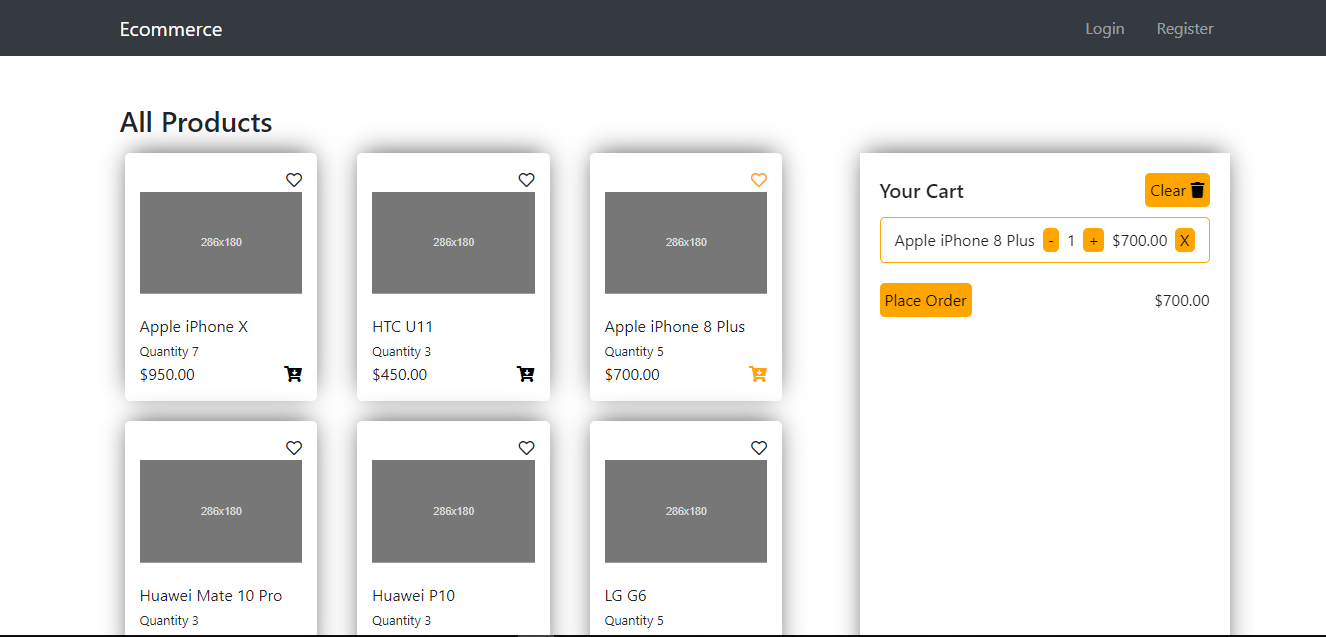 Ecommerce
Login Register
All Products
286x180
Apple iPhone X
Quantity 7
$950.00
286x180
HTC U11
Quantity 3
$450.00
286x180
Apple iPhone 8 Plus
Quantity 5
$700.00
286x180
Huawei Mate 10 Pro
Quantity 3
286x180
Huawei P10
Quantity 3
286x180
LG G6
Quantity 5
Your Cart Clear
Apple iPhone 8 Plus - 1 + $700.00 X
Place Order $700.00